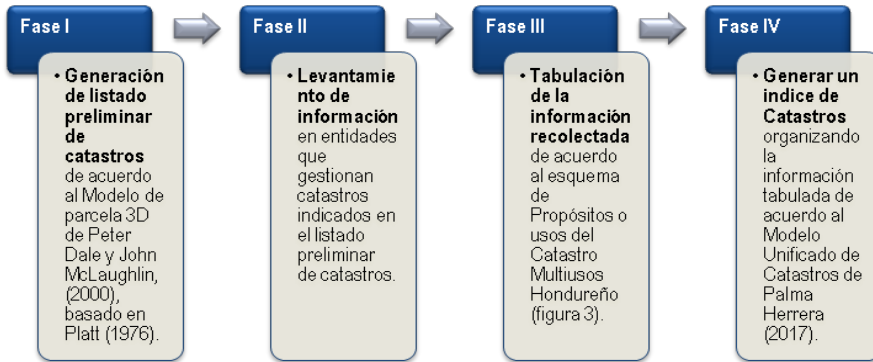 Fase I
• Generación
de listado
preliminar
de
catastros
de acuerdo
al Modelo de
parcela 3D
de Peter
Dale y John
McLaughlin,
(2000),
basado en
Platt (1976).
Fase II
• Levantamie
nto de
información
en entidades
que
gestionan
catastros
indicados en
el listado
preliminar
de catastros.
Fase III
• Tabulación
de la
información
recolectada
de acuerdo
al esquema
de
Propósitos o
usos del
Catastro
Multiusos
Hondureño
(figura 3).
Fase IV
• Generar un
indice de
Catastros
organizando
la
información
tabulada de
acuerdo al
Modelo
Unificado de
Catastros de
Palma
Herrera
(2017).